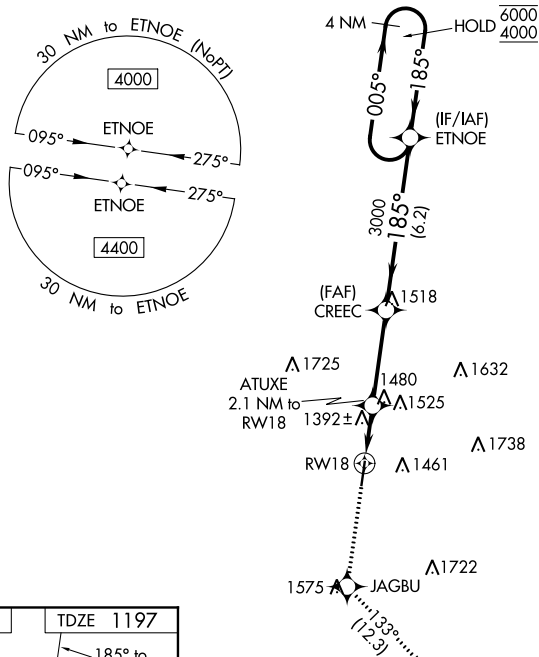 30 NM to ETNOE (NoPT)
4000
095°
ETNOE
275°
095°
275°
ETNOE
4400
30 NM to ETNOE
4 NM
HOLD
6000
4000
005°
185°
(IF/IAF)
ETNOE
3000
185°
(6.2)
(FAF)
CREEC
1518
1725
1632
ATUXE
2.1 NM to
RW18
1480
1525
1392±
1738
RW18
1461
1722
1575
JAGBU
133°
(12.3)
TDZE 1197
185° to